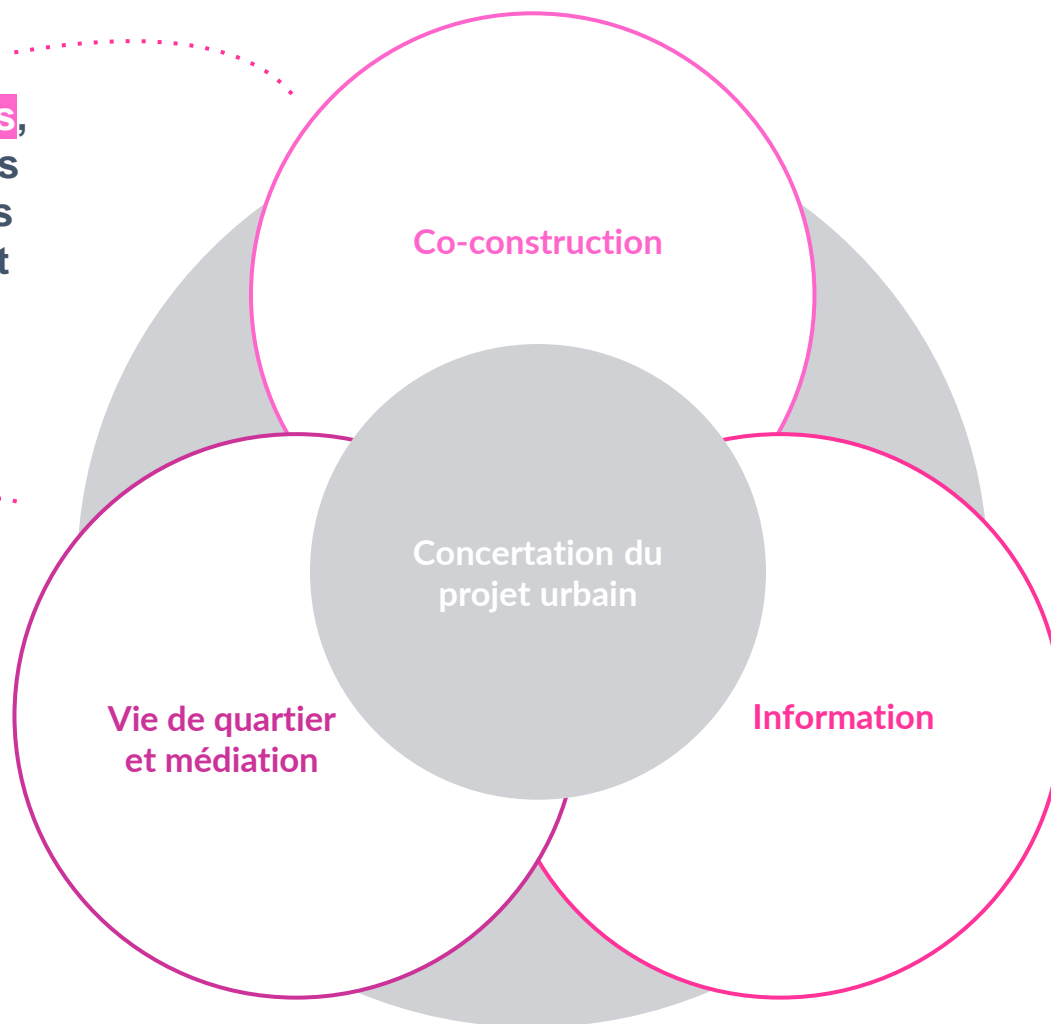 s,
s
s
t
Co-construction
Concertation du
projet urbain
Vie de quartier
et médiation
Information